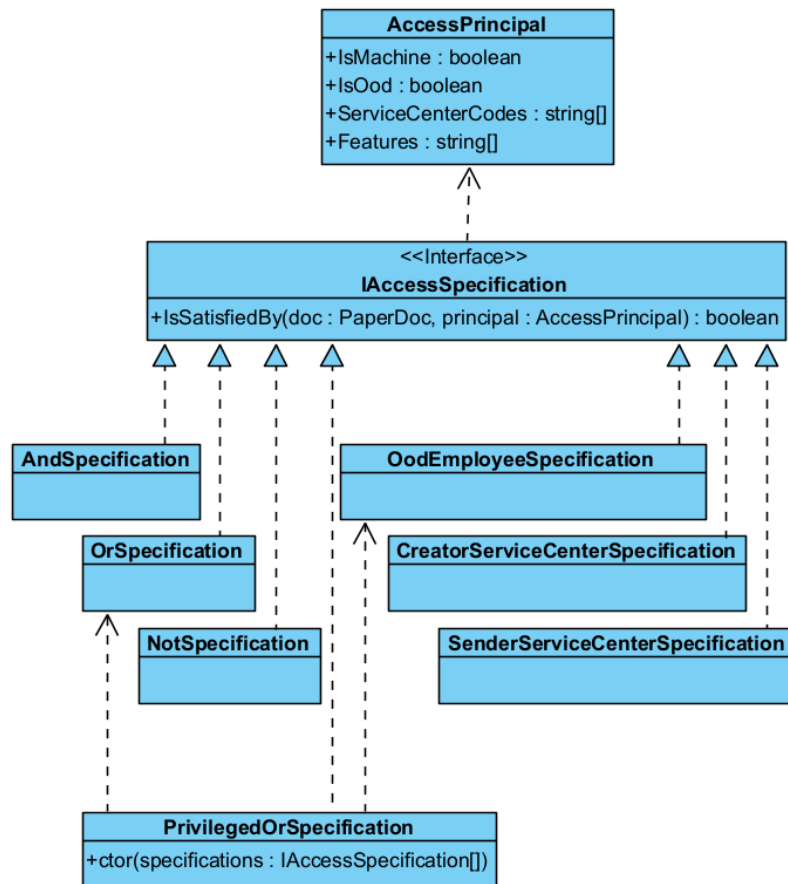 AccessPrincipal
+IsMachine : boolean
+IsOod : boolean
+ServiceCenterCodes : string[]
+Features : string[]
<<Interface>>
IAccessSpecification
+IsSatisfiedBy(doc : PaperDoc, principal : AccessPrincipal) : boolean
AndSpecification
OodEmployeeSpecification
OrSpecification
CreatorServiceCenterSpecification
NotSpecification
SenderServiceCenterSpecification
PrivilegedOrSpecification
+ctor(specifications : IAccessSpecification[])